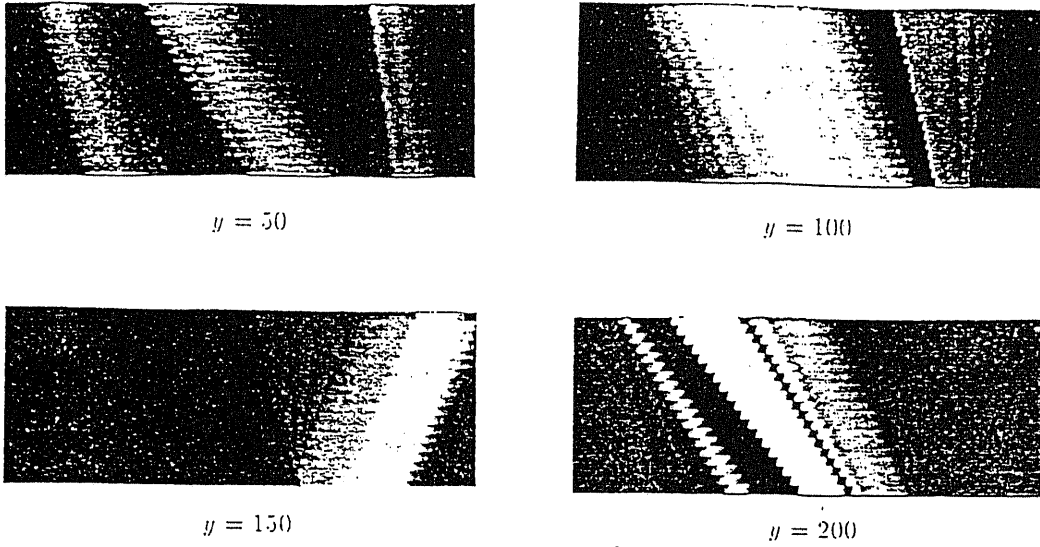 y = 50
y = 100
y = 150
y = 200